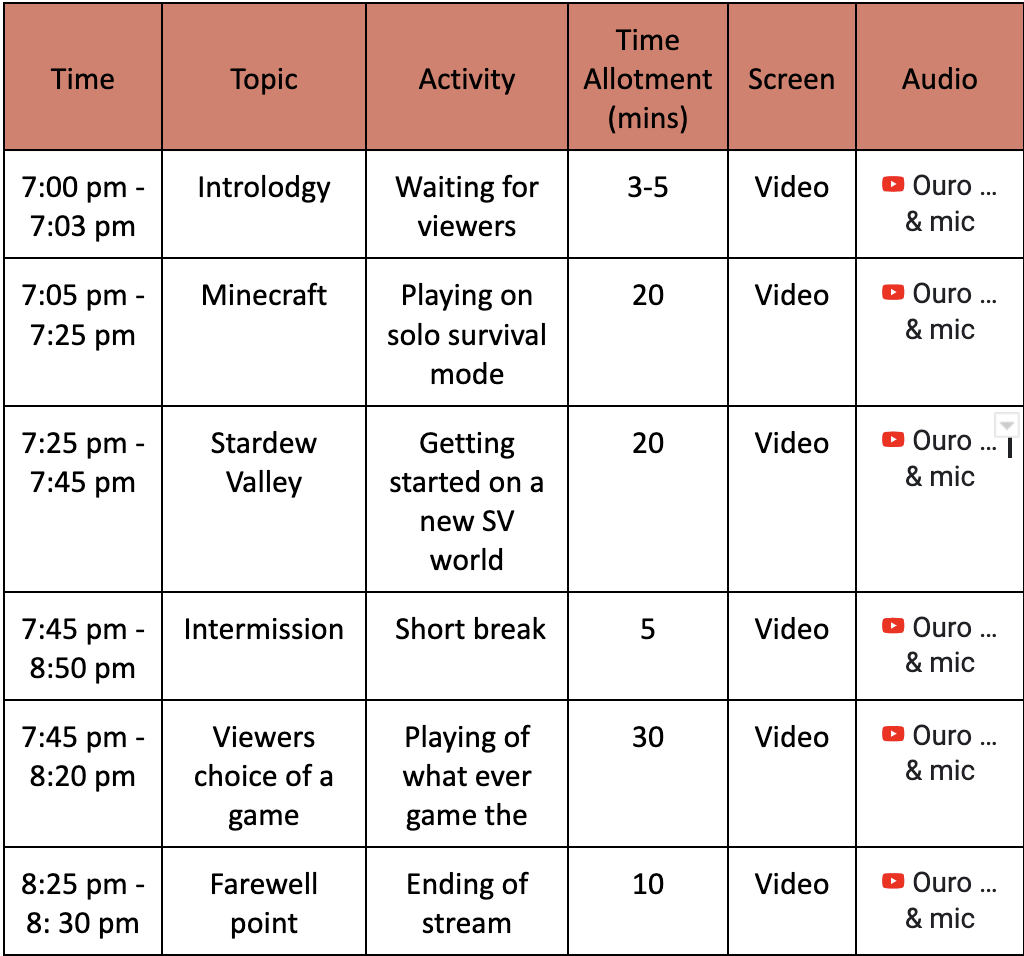 Time
Topic
Activity
Time
Allotment
(mins)
Screen
Audio
7:00 pm -
7:03 pm
Introlodgy
Waiting for
viewers
3-5
Video
Ouro ...
& mic
7:05 pm -
7:25 pm
Minecraft
Playing on
solo survival
mode
20
Video
Ouro ...
& mic
7:25 pm -
7:45 pm
Stardew
Valley
Getting
started on a
new SV
world
20
Video
Ouro ...
& mic
7:45 pm -
8:50 pm
Intermission
Short break
5
Video
Ouro ...
& mic
7:45 pm -
8:20 pm
Viewers
choice of a
game
Playing of
what ever
game the
30
Video
Ouro ...
& mic
8:25 pm -
8: 30 pm
Farewell
point
Ending of
stream
10
Video
Ouro ...
& mic